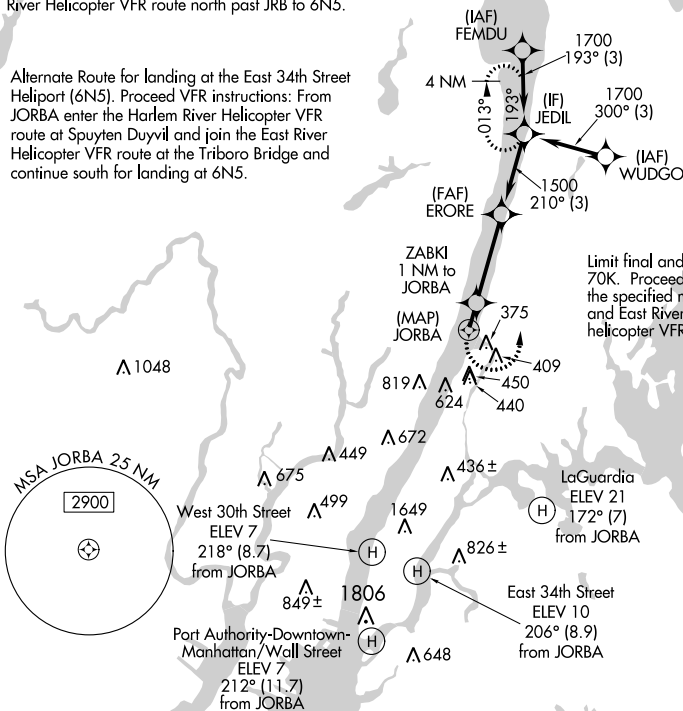 River Helicopter VFR route north past JRB to 6N5.
Alternate Route for landing at the East 34th Street
Heliport (6N5). Proceed VFR instructions: From
JORBA enter the Harlem River Helicopter VFR
route at Spuyten Duyvil and join the East River
Helicopter VFR route at the Triboro Bridge and
continue south for landing at 6N5.
(IAF)
FEMDU
1700
193° (3)
4 NM
013°
193°
(IF)
JEDIL
1700
300° (3)
(IAF)
WUDGO
1500
210° (3)
(FAF)
ERORE
ZABKI
1 NM to
JORBA
(MAP)
JORBA
Limit final and
70K. Proceed
the specified
and East River
helicopter VFR
375
409
450
440
819
624
1048
672
449
675
436±
499
MSA JORBA 25 NM
2900
West 30th Street
ELEV 7
218° (8.7)
from JORBA
1649
LaGuardia
ELEV 21
172° (7)
from JORBA
H
H
H
826±
849±
1806
East 34th Street
ELEV 10
206° (8.9)
from JORBA
Port Authority-Downtown-
Manhattan/Wall Street
ELEV 7
212° (11.7)
from JORBA
H
648